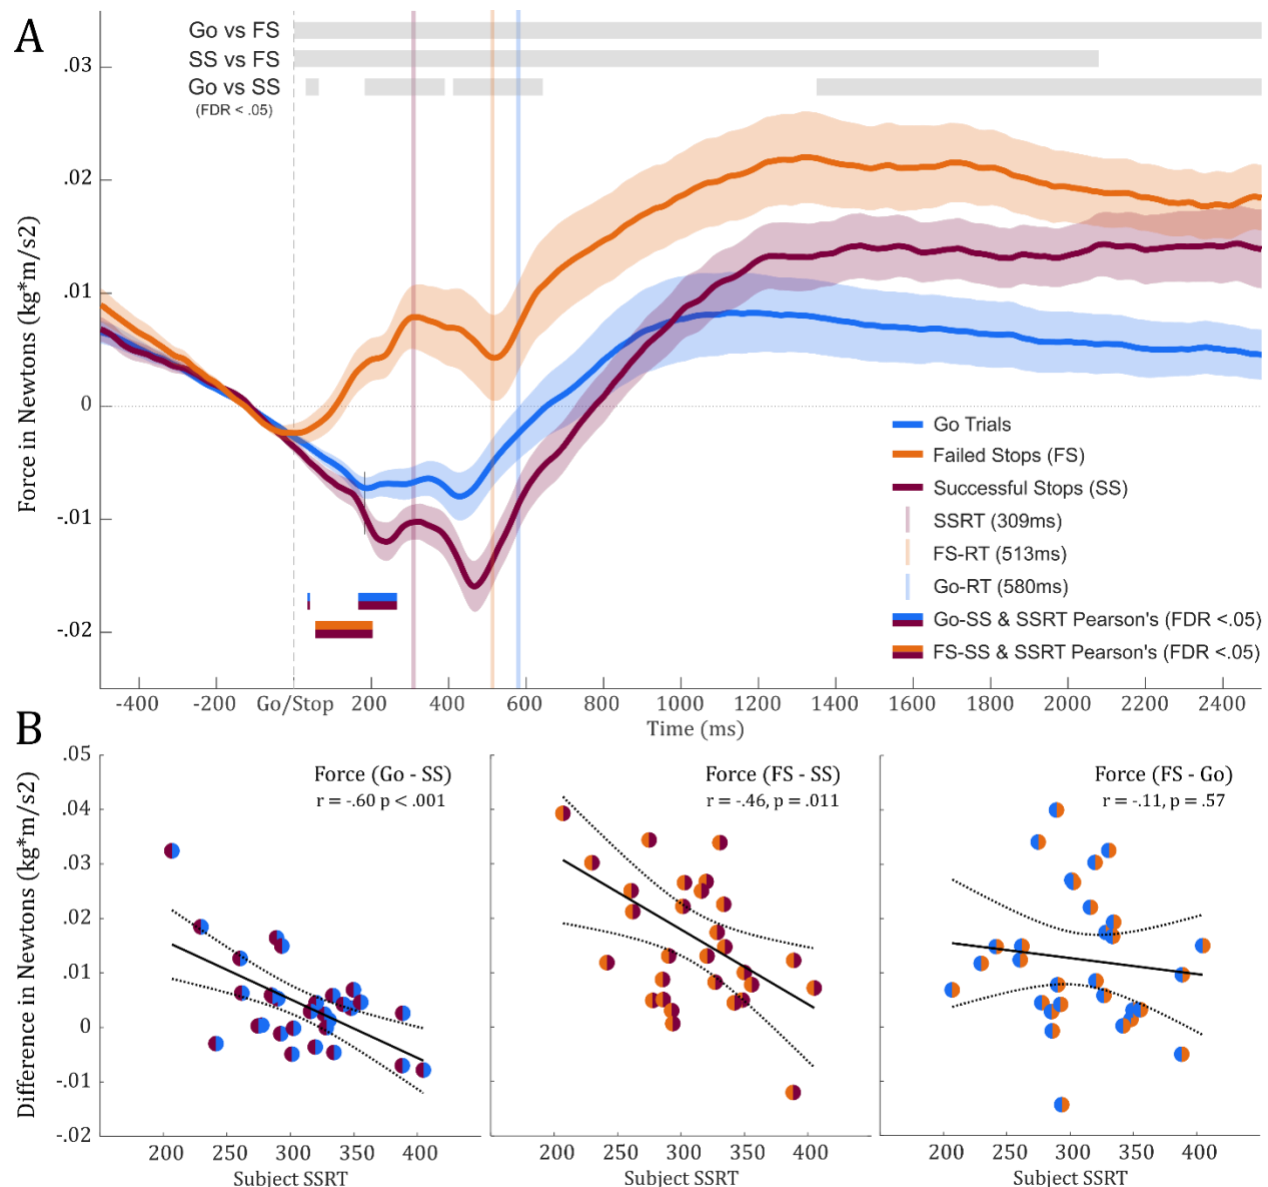 A
Go vs FS
SS vs FS
Go vs SS
(FDR < .05)
Force in Newtons (kg*m/s2)
.03
.02
.01
0
-.01
-.02
Go Trials
Failed Stops (FS)
Successful Stops (SS)
SSRT (309ms)
FS-RT (513ms)
Go-RT (580ms)
Go-SS & SSRT Pearson's (FDR <.05)
FS-SS & SSRT Pearson's (FDR <.05)
-400 -200 Go/Stop 200 400 600 800 1000 1200 1400 1600 1800 2000 2200 2400
Time (ms)
B
Difference in Newtons (kg*m/s2)
.05
.04
.03
.02
.01
0
-.01
-.02
Force (Go - SS)
r = -.60 p < .001
200 250 300 350 400
Subject SSRT
Force (FS - SS)
r = -.46, p = .011
200 250 300 350 400
Subject SSRT
Force (FS - Go)
r = -.11, p = .57
200 250 300 350 400
Subject SSRT